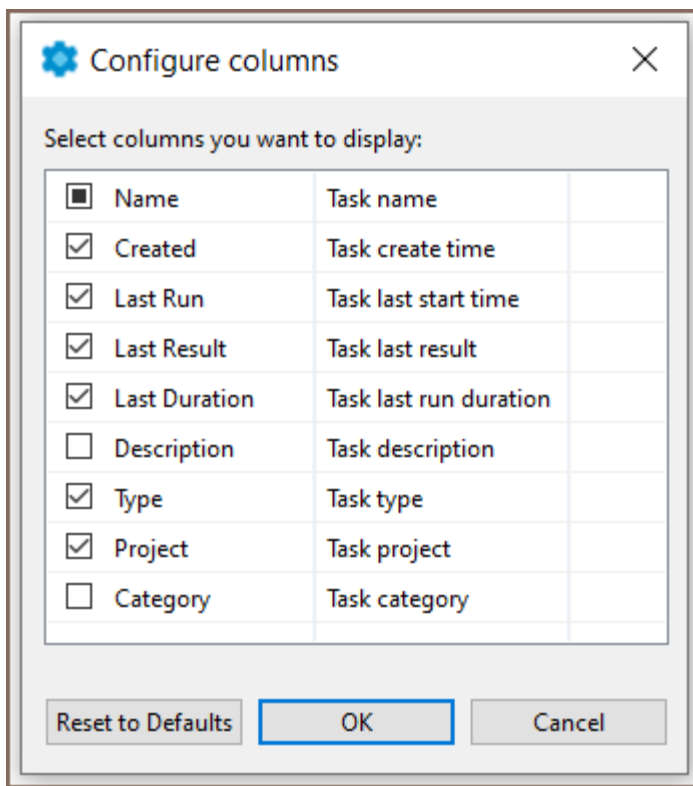 Configure columns
Select columns you want to display:
Name Task name
Created Task create time
Last Run Task last start time
Last Result Task last result
Last Duration Task last run duration
Description Task description
Type Task type
Project Task project
Category Task category
Reset to Defaults OK Cancel